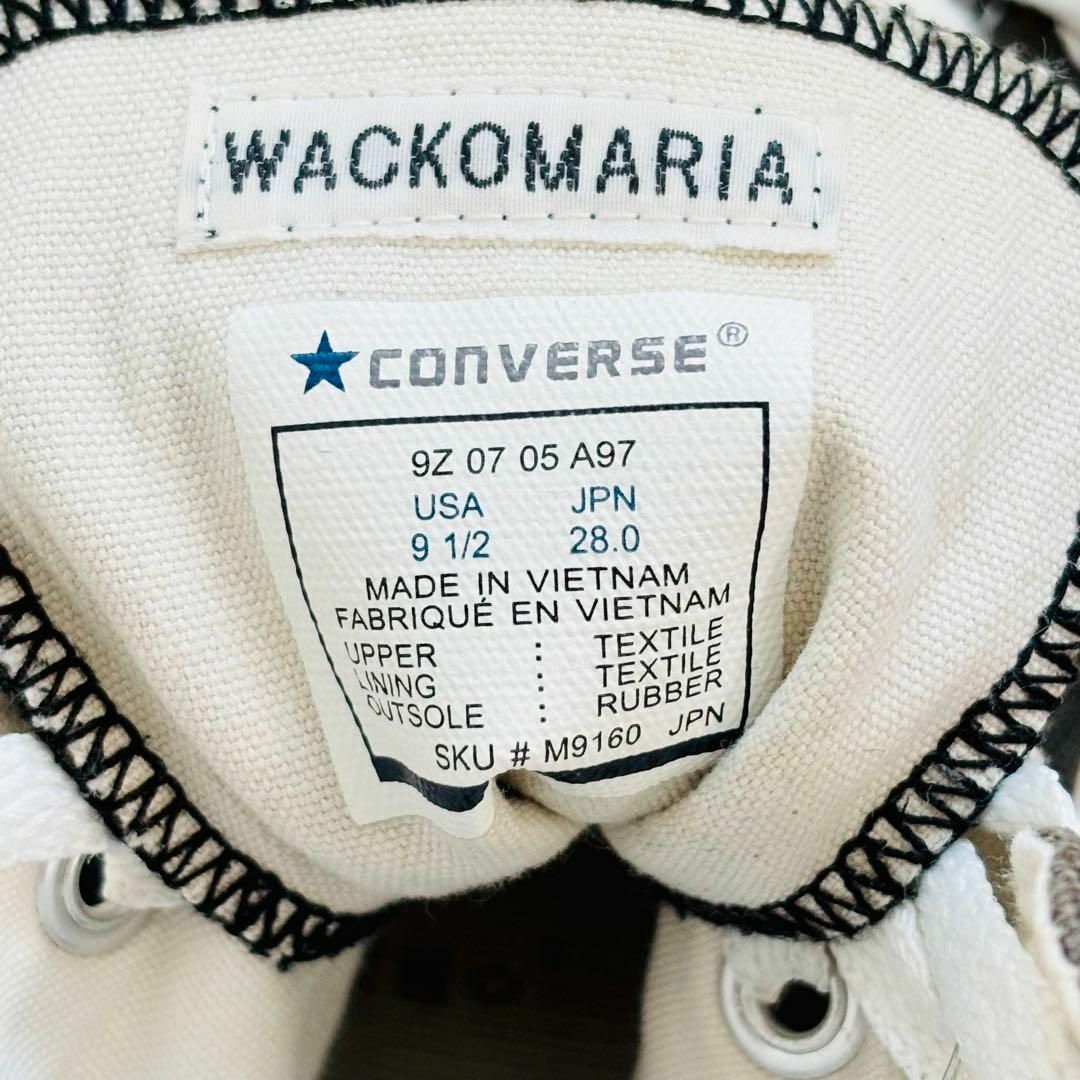 WACKOMARIA
CONVERSE®
9Z 07 05 A97
USA JPN
9 1/2 28.0
MADE IN VIETNAM
FABRIQUÉ EN VIETNAM
UPPER : TEXTILE
LINING : TEXTILE
OUTSOLE : RUBBER
SKU # M9160 JPN